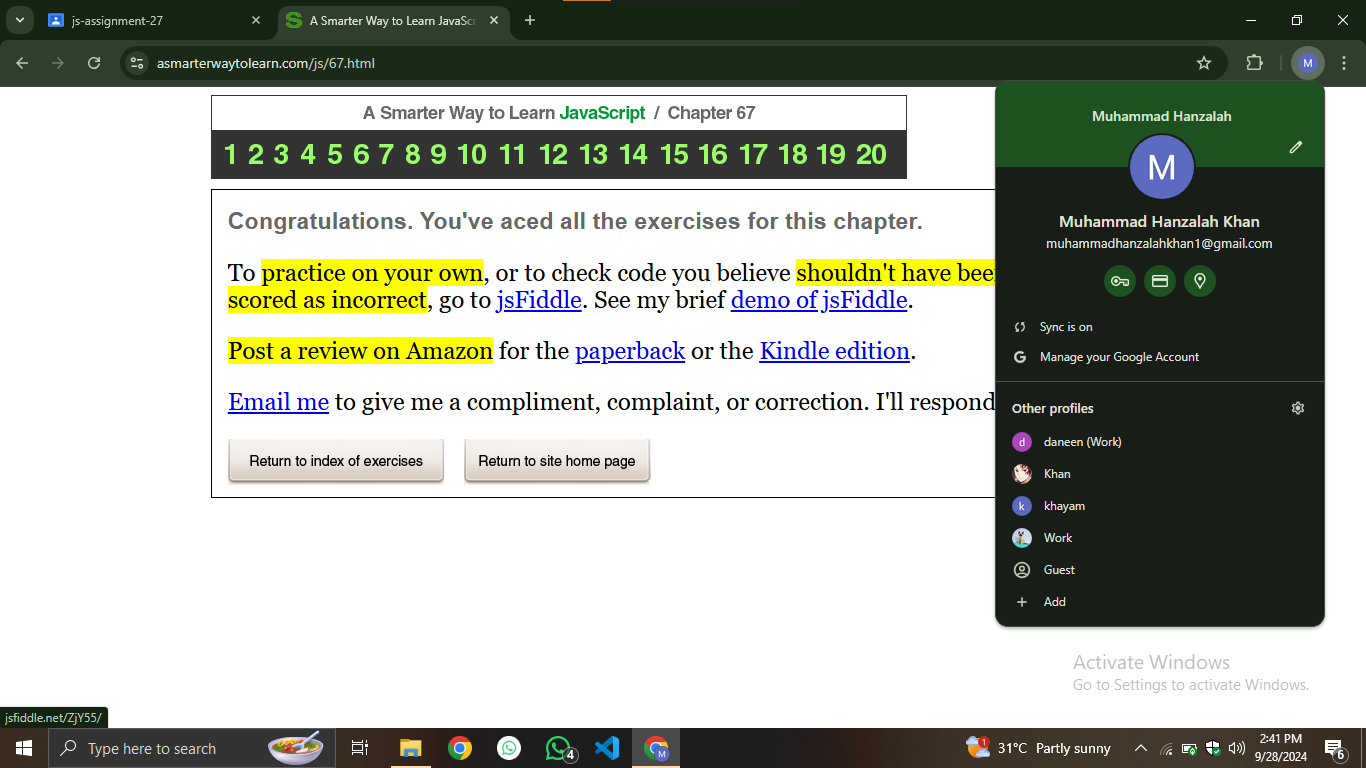 js-assignment-27
A Smarter Way to Learn JavaScr
asmarterwaytolearn.com/js/67.html
M
A Smarter Way to Learn JavaScript / Chapter 67
1 2 3 4 5 6 7 8 9 10 11 12 13 14 15 16 17 18 19 20
Congratulations. You've aced all the exercises for this chapter.
To practice on your own, or to check code you believe shouldn't have bee
scored as incorrect, go to jsFiddle. See my brief demo of jsFiddle.
Post a review on Amazon for the paperback or the Kindle edition.
Email me to give me a compliment, complaint, or correction. I'll respond
Return to index of exercises
Return to site home page
Muhammad Hanzalah
M
Muhammad Hanzalah Khan
muhammadhanzalahkhan1@gmail.com
Sync is on
G
Manage your Google Account
Other profiles
d
daneen (Work)
Khan
k
khayam
Work
Guest
Add
Activate Windows
Go to Settings to activate Windows.
jsfiddle.net/ZjY55/
Type here to search
4
M
1
31°C Partly sunny
2:41 PM
9/28/2024
6